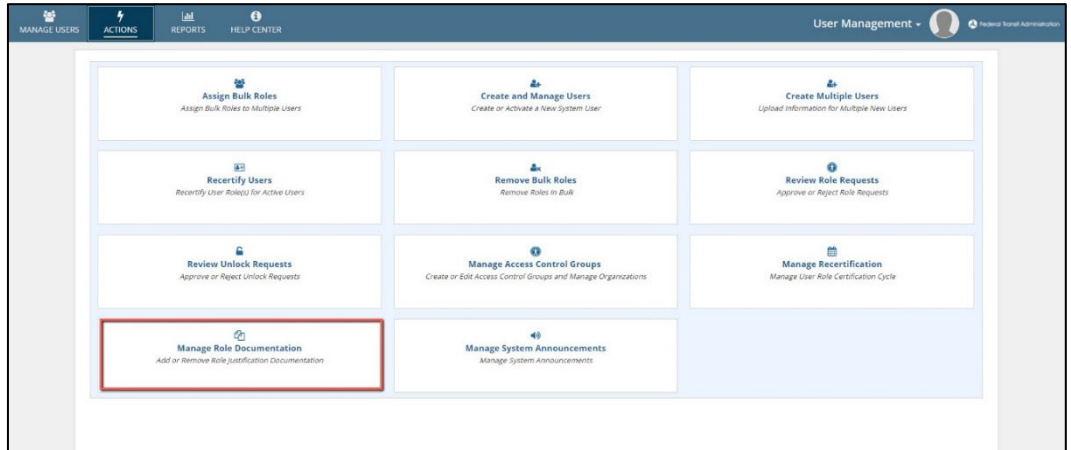 MANAGE USERS
ACTIONS
REPORTS
HELP CENTER
User Management
Federal Transit Administration
Assign Bulk Roles
Assign Bulk Roles to Multiple Users
Create and Manage Users
Create or Activate a New System User
Create Multiple Users
Upload Information for Multiple New Users
Recertify Users
Recertify User Role(s) for Active Users
Remove Bulk Roles
Remove Roles in Bulk
Review Role Requests
Approve or Reject Role Requests
Review Unlock Requests
Approve or Reject Unlock Requests
Manage Access Control Groups
Create or Edit Access Control Groups and Manage Organizations
Manage Recertification
Manage User Role Certification Cycle
Manage Role Documentation
Add or Remove Role Justification Documentation
Manage System Announcements
Manage System Announcements